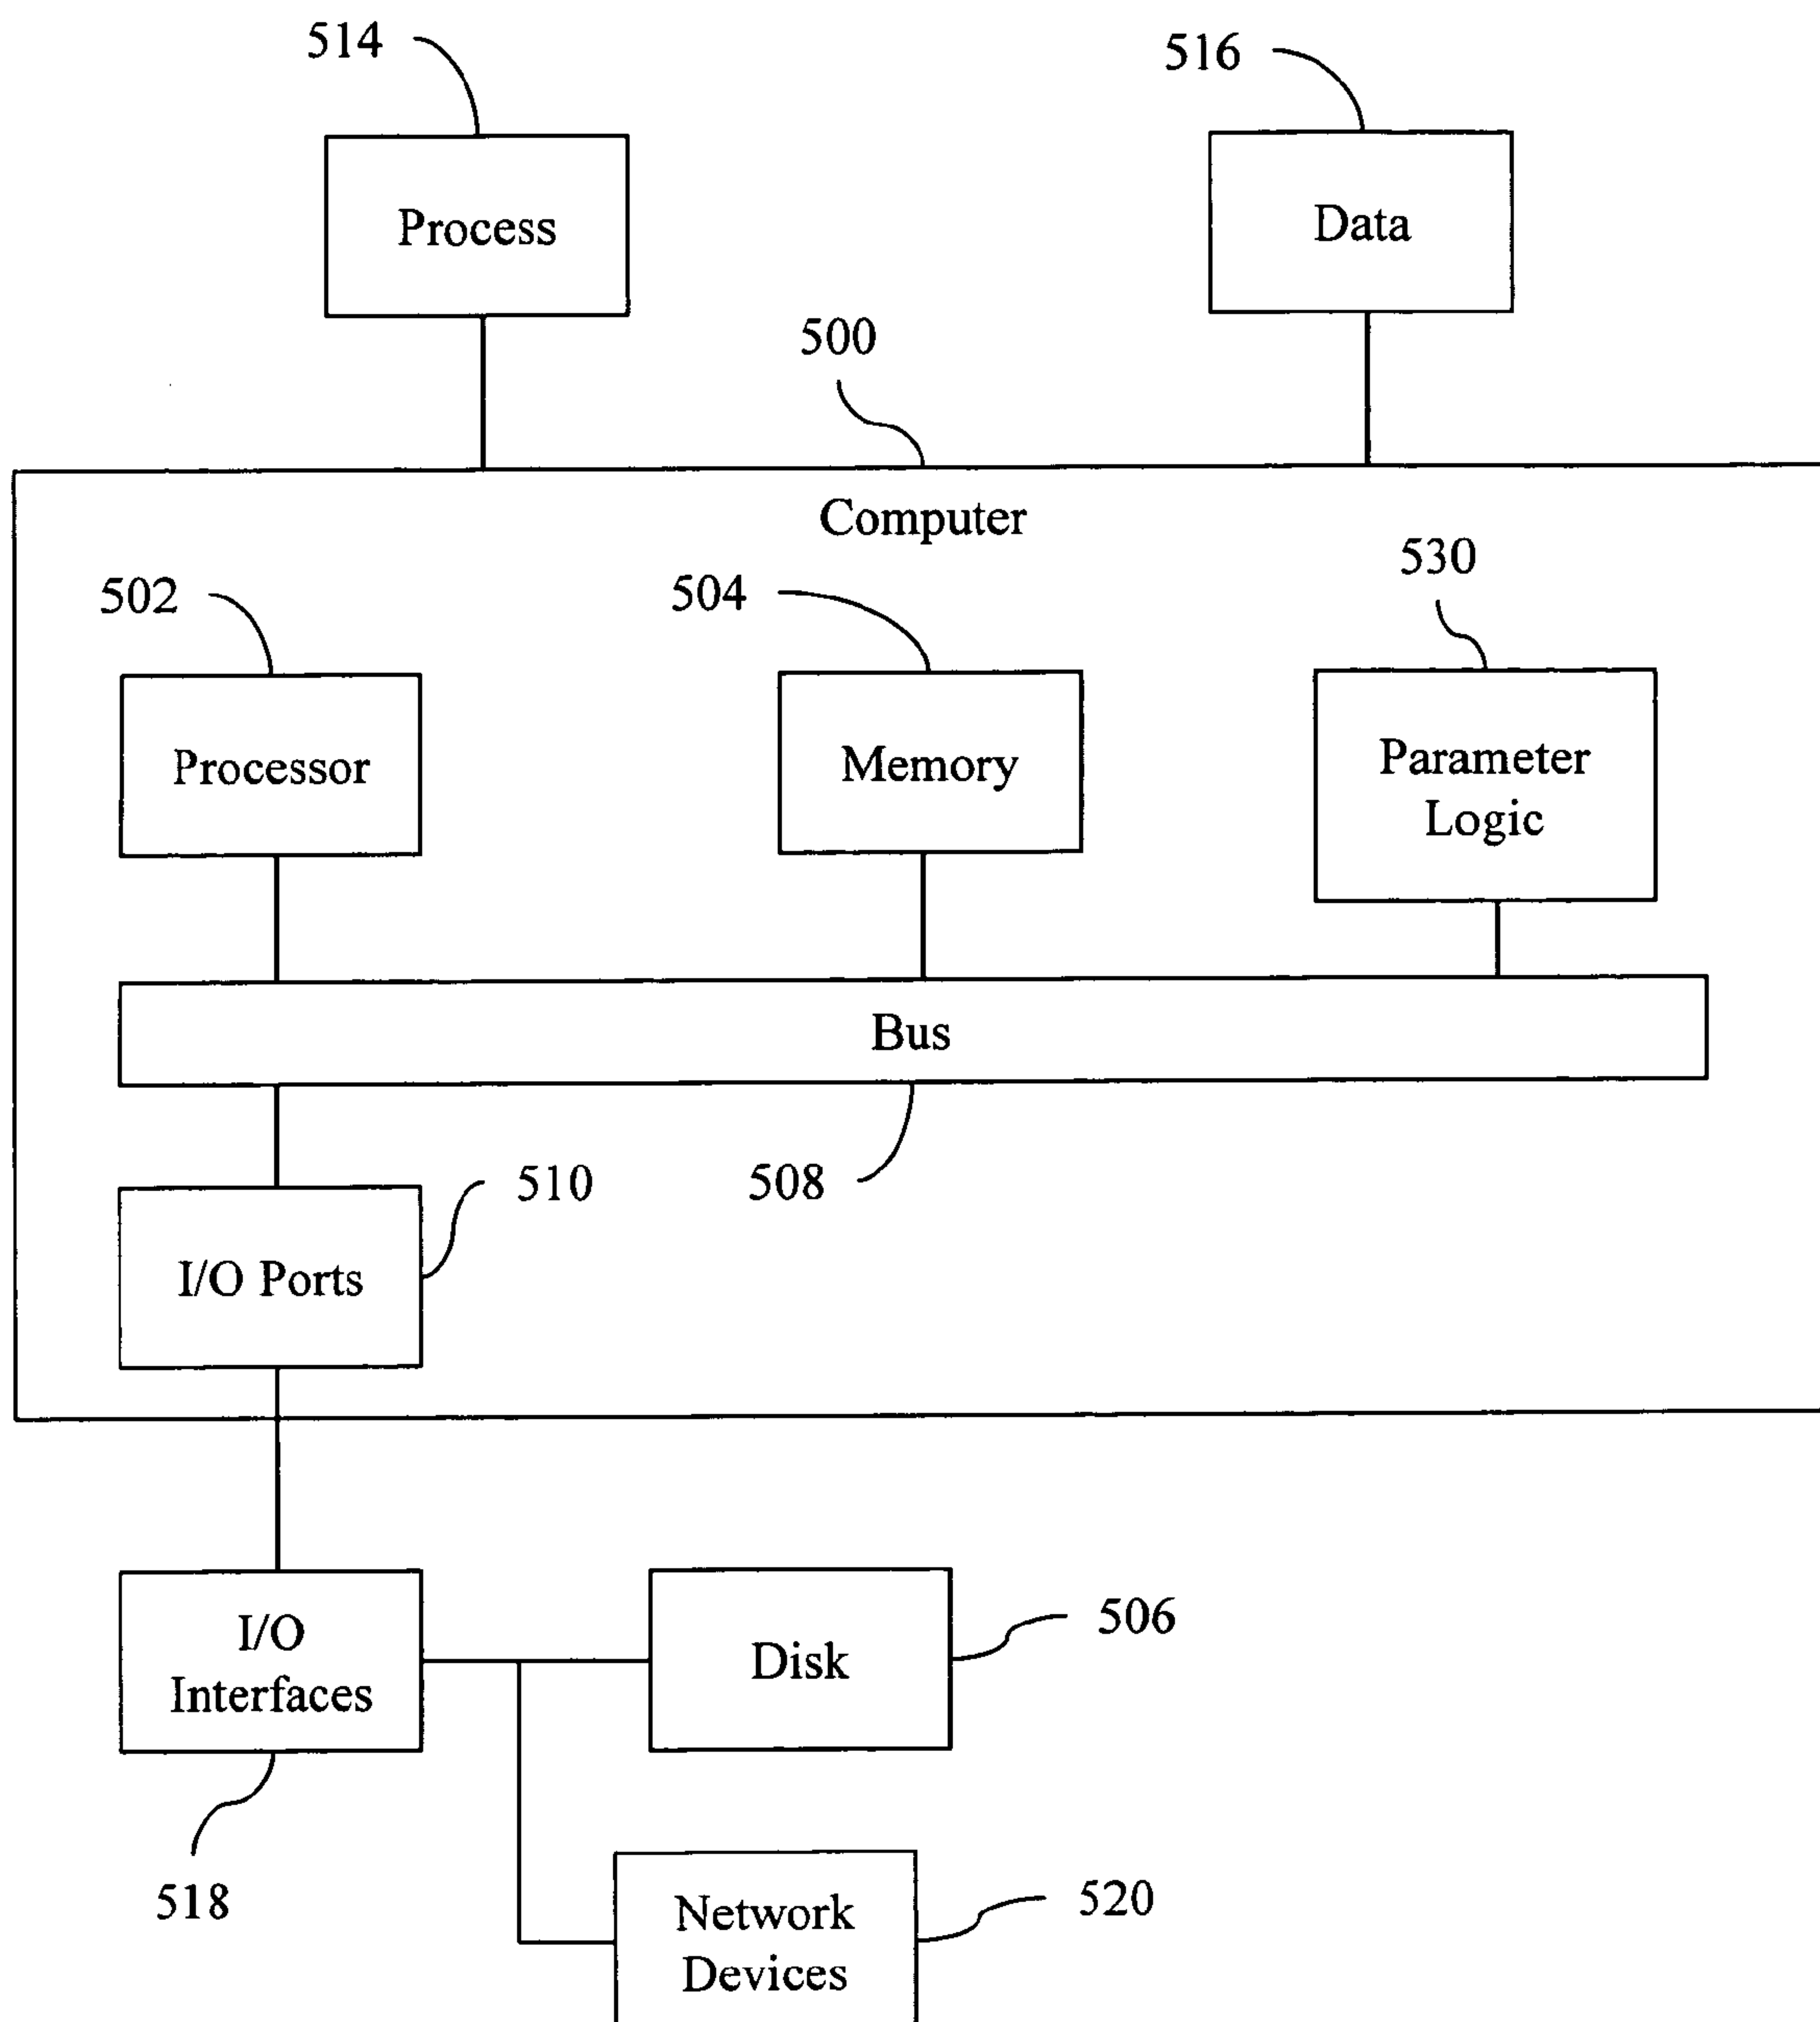 514
516
Process
Data
500
Computer
530
502
504
Processor
Memory
Parameter
Logic
Bus
510
508
I/O Ports
I/O
Interfaces
Disk
506
518
Network
Devices
520